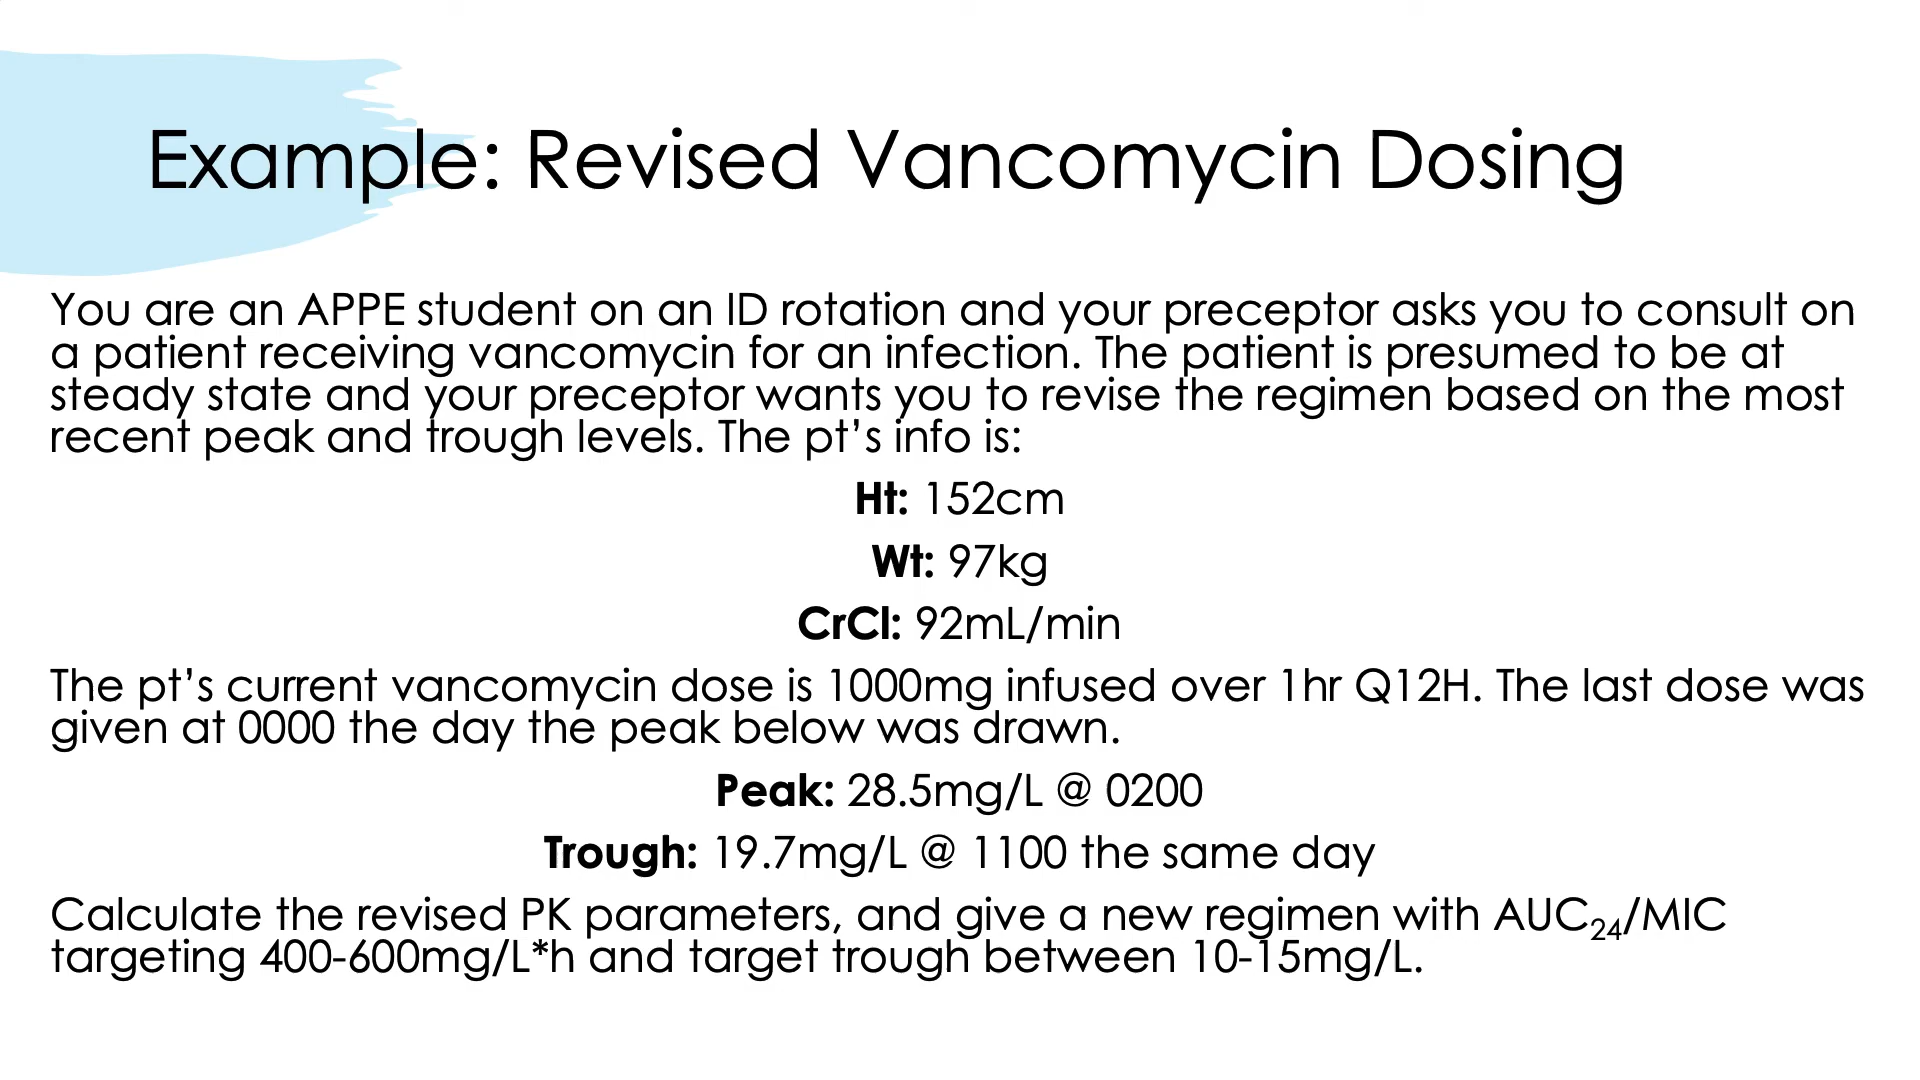 Example: Revised Vancomycin Dosing
You are an APPE student on an ID rotation and your preceptor asks you to consult on
a patient receiving vancomycin for an infection. The patient is presumed to be at
steady state and your preceptor wants you to revise the regimen based on the most
recent peak and trough levels. The pt’s info is:
Ht: 152cm
Wt: 97kg
CrCl: 92mL/min
The pt’s current vancomycin dose is 1000mg infused over 1hr Q12H. The last dose was
given at 0000 the day the peak below was drawn.
Peak: 28.5mg/L @ 0200
Trough: 19.7mg/L @ 1100 the same day
Calculate the revised PK parameters, and give a new regimen with AUC₂₄/MIC
targeting 400-600mg/L*h and target trough between 10-15mg/L.